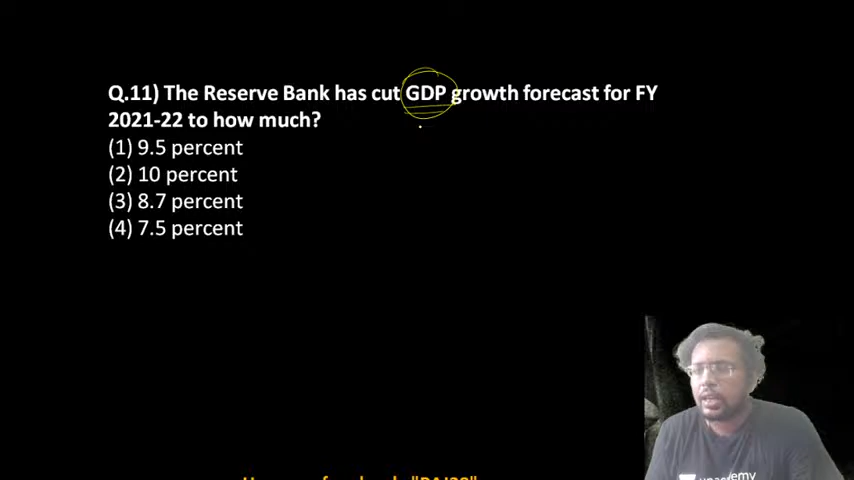 Q.11) The Reserve Bank has cut GDP growth forecast for FY
2021-22 to how much?
(1) 9.5 percent
(2) 10 percent
(3) 8.7 percent
(4) 7.5 percent